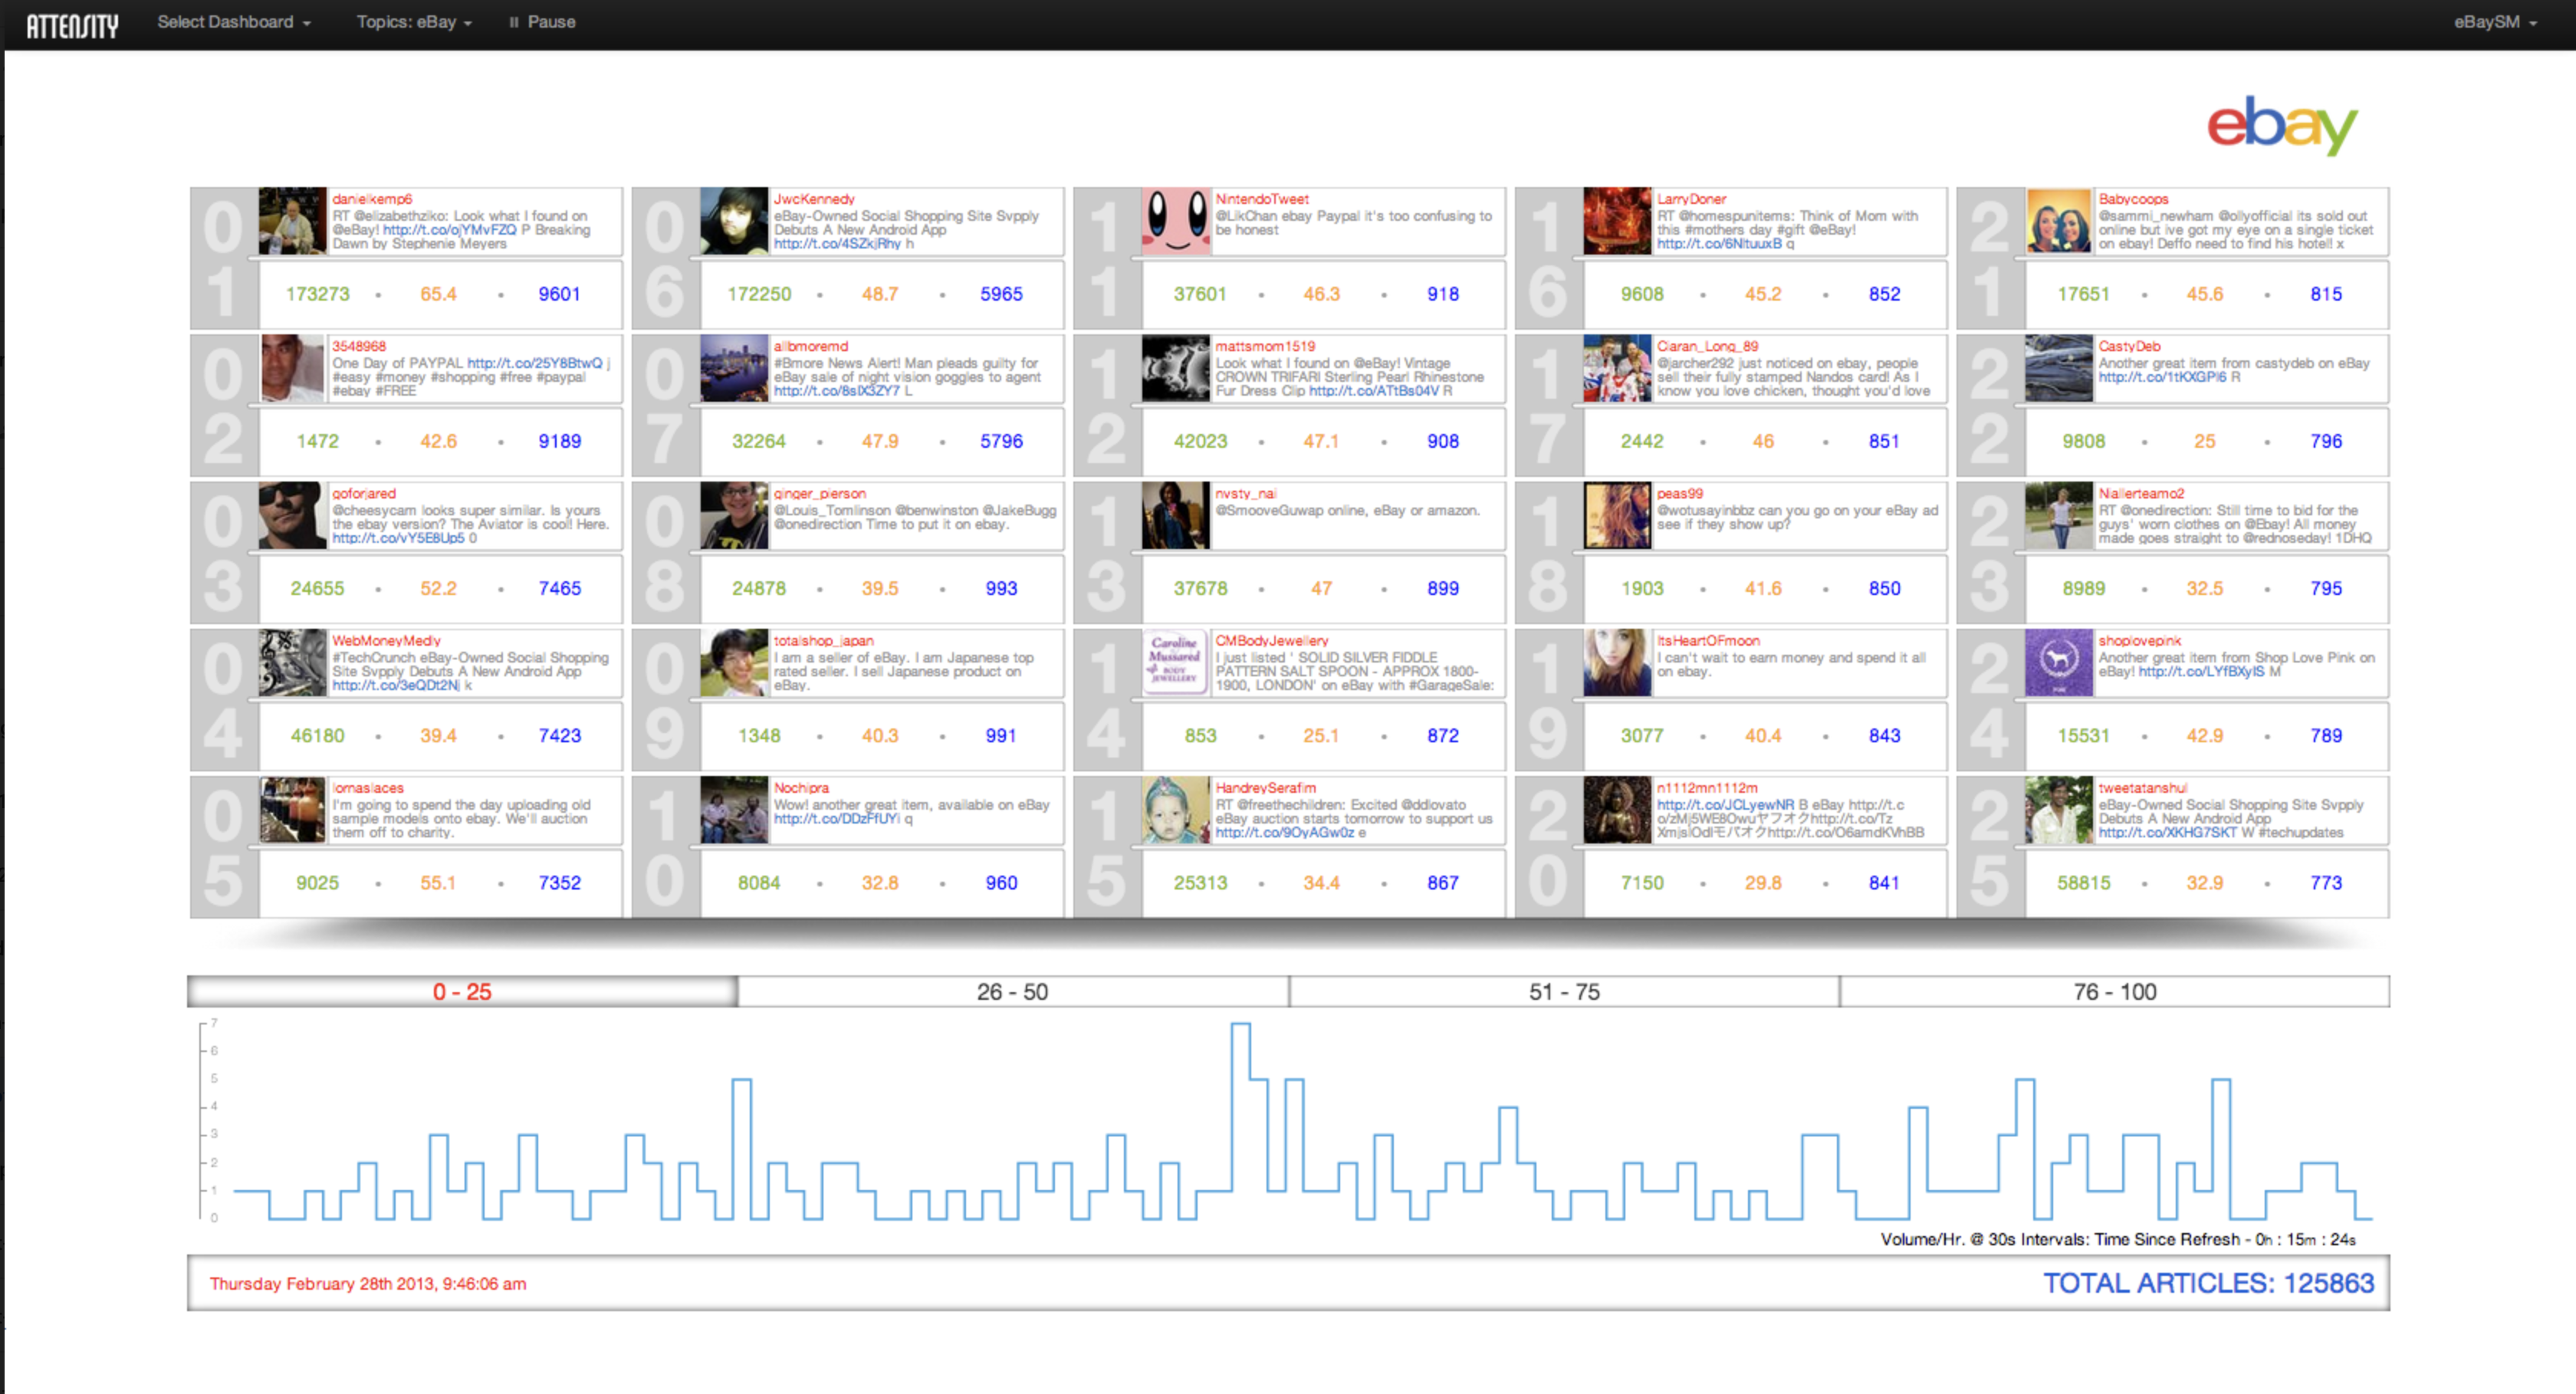 ATTENSITY Select Dashboard Topics: eBay Pause eBaySM
ebay
01
danielkemp6
RT @elizabethziko: Look what I found on
@eBay! http://t.co/ojYMvFZQ P Breaking
Dawn by Stephenie Meyers
173273 • 65.4 • 9601
02
3548968
One Day of PAYPAL http://t.co/25Y8BtwQ j
#easy #money #shopping #free #paypal
#ebay #FREE
1472 • 42.6 • 9189
03
goforjared
@cheesycam looks super similar. Is yours
the ebay version? The Aviator is cool! Here.
http://t.co/vY5E8Up5 0
24655 • 52.2 • 7465
04
WebMoneyMedly
#TechCrunch eBay-Owned Social Shopping
Site Svpply Debuts A New Android App
http://t.co/3eQDt2Nj k
46180 • 39.4 • 7423
05
lornaslaces
I'm going to spend the day uploading old
sample models onto ebay. We'll auction
them off to charity.
9025 • 55.1 • 7352
06
JwcKennedy
eBay-Owned Social Shopping Site Svpply
Debuts A New Android App
http://t.co/4SZkjRhy h
172250 • 48.7 • 5965
07
allbmoremd
#Bmore News Alert! Man pleads guilty for
eBay sale of night vision goggles to agent
http://t.co/8slX3ZY7 L
32264 • 47.9 • 5796
08
ginger_pierson
@Louis_Tomlinson @benwinston @JakeBugg
@onedirection Time to put it on ebay.
24878 • 39.5 • 993
09
totalshop_japan
I am a seller of eBay. I am Japanese top
rated seller. I sell Japanese product on
eBay.
1348 • 40.3 • 991
10
Nochipra
Wow! another great item, available on eBay
http://t.co/DDzFfUYi q
8084 • 32.8 • 960
11
NintendoTweet
@LikChan ebay Paypal it's too confusing to
be honest
37601 • 46.3 • 918
12
mattsmom1519
Look what I found on @eBay! Vintage
CROWN TRIFARI Sterling Pearl Rhinestone
Fur Dress Clip http://t.co/ATtBs04V R
42023 • 47.1 • 908
13
nvsty_nai
@SmooveGuwap online, eBay or amazon.
37678 • 47 • 899
14
Caroline
Mussared
BODY
JEWELLERY
CMBodyJewellery
I just listed ' SOLID SILVER FIDDLE
PATTERN SALT SPOON - APPROX 1800-
1900, LONDON' on eBay with #GarageSale:
853 • 25.1 • 872
15
HandreySerafim
RT @freethechildren: Excited @ddlovato
eBay auction starts tomorrow to support us
http://t.co/9OyAGw0z e
25313 • 34.4 • 867
16
LarryDoner
RT @homespunitems: Think of Mom with
this #mothers day #gift @eBay!
http://t.co/6NltuuxB q
9608 • 45.2 • 852
17
Ciaran_Long_89
@jarcher292 just noticed on ebay, people
sell their fully stamped Nandos card! As I
know you love chicken, thought you'd love
2442 • 46 • 851
18
peas99
@wotusayinbbz can you go on your eBay ad
see if they show up?
1903 • 41.6 • 850
19
ItsHeartOFmoon
I can't wait to earn money and spend it all
on ebay.
3077 • 40.4 • 843
20
n1112mn1112m
http://t.co/JCLyewNR B eBay http://t.c
o/zMj5WE8Owuヤフオクhttp://t.co/Tz
XmjslOdlモバオクhttp://t.co/O6amdKVhBB
7150 • 29.8 • 841
21
Babycoops
@sammi_newham @ollyofficial its sold out
online but ive got my eye on a single ticket
on ebay! Deffo need to find his hotel! x
17651 • 45.6 • 815
22
CastyDeb
Another great item from castydeb on eBay
http://t.co/1tKXGPl6 R
9808 • 25 • 796
23
Niallerteamo2
RT @onedirection: Still time to bid for the
guys' worn clothes on @Ebay! All money
made goes straight to @rednoseday! 1DHQ
8989 • 32.5 • 795
24
shoplovepink
Another great item from Shop Love Pink on
eBay! http://t.co/LYfBXyIS M
15531 • 42.9 • 789
25
tweetatanshul
eBay-Owned Social Shopping Site Svpply
Debuts A New Android App
http://t.co/XKHG7SKT W #techupdates
58815 • 32.9 • 773
0 - 25 26 - 50 51 - 75 76 - 100
7
6
5
4
3
2
1
0
Volume/Hr. @ 30s Intervals: Time Since Refresh - 0h : 15m : 24s
Thursday February 28th 2013, 9:46:06 am TOTAL ARTICLES: 125863